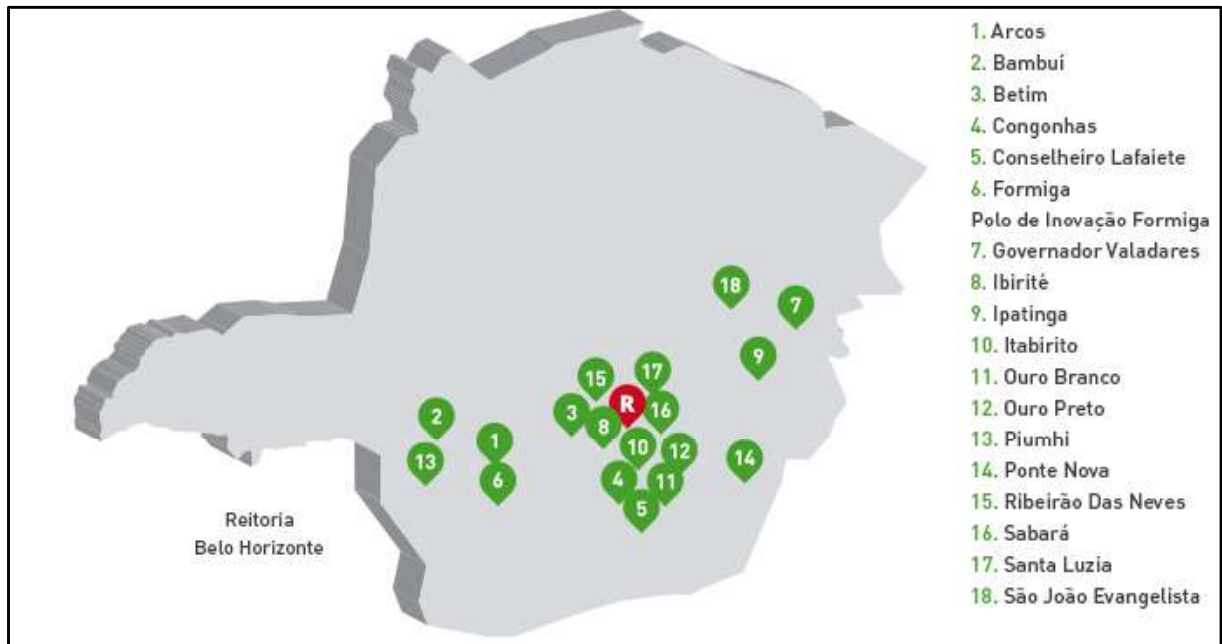 18
7
9
17
15
R
16
3
8
2
1
10
12
13
14
6
4
11
5
Reitoria
Belo Horizonte
1. Arcos
2. Bambuí
3. Betim
4. Congonhas
5. Conselheiro Lafaiete
6. Formiga
Polo de Inovação Formiga
7. Governador Valadares
8. Ibirité
9. Ipatinga
10. Itabirito
11. Ouro Branco
12. Ouro Preto
13. Piumhi
14. Ponte Nova
15. Ribeirão Das Neves
16. Sabará
17. Santa Luzia
18. São João Evangelista